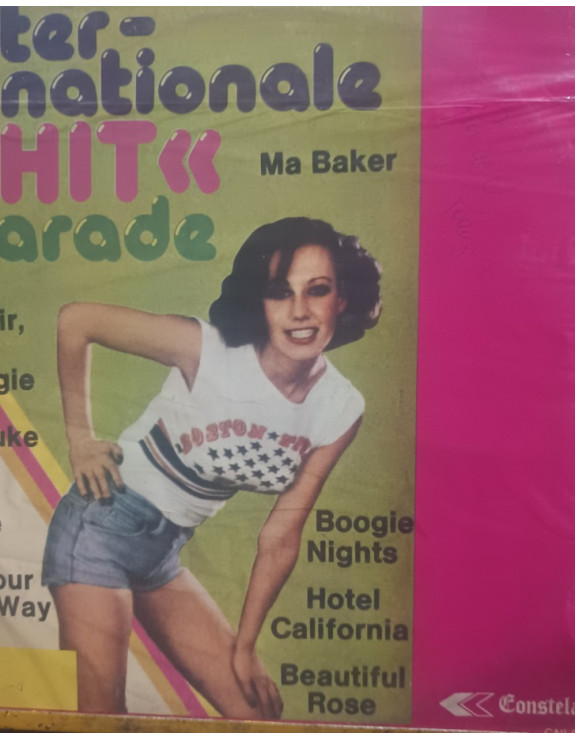 ter-
nationale
HIT«
arade
Ma Baker
ir,
gie
uke
BOSTON
Boogie
Nights
our
Way
Hotel
California
Beautiful
Rose
Constela